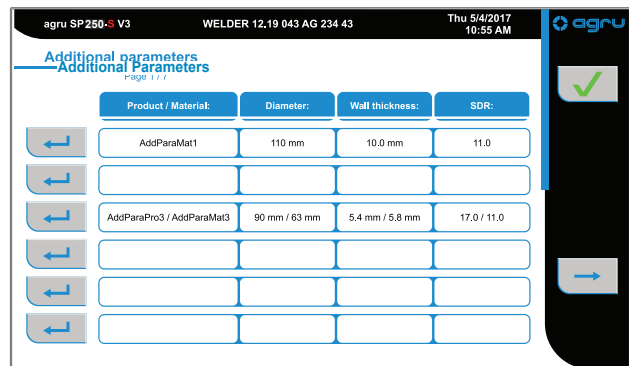 agru SP250-S V3 WELDER 12.19 043 AG 234 43 Thu 5/4/2017
10:55 AM
agru
Additional parameters
Additional Parameters
Page 1 / 7
Product / Material: Diameter: Wall thickness: SDR:
AddParaMat1 110 mm 10.0 mm 11.0
AddParaPro3 / AddParaMat3 90 mm / 63 mm 5.4 mm / 5.8 mm 17.0 / 11.0